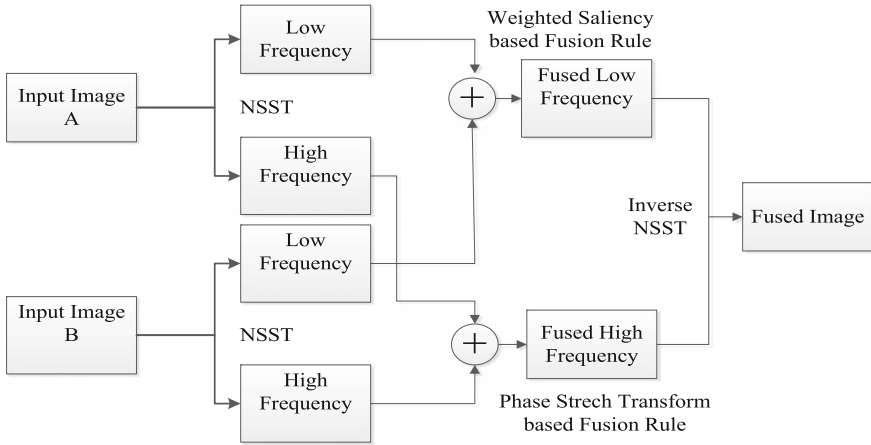 Weighted Saliency
based Fusion Rule
Low
Frequency
Input Image
A
NSST
+
Fused Low
Frequency
High
Frequency
Inverse
NSST
Fused Image
Low
Frequency
Input Image
B
NSST
+
Fused High
Frequency
High
Frequency
Phase Strech Transform
based Fusion Rule